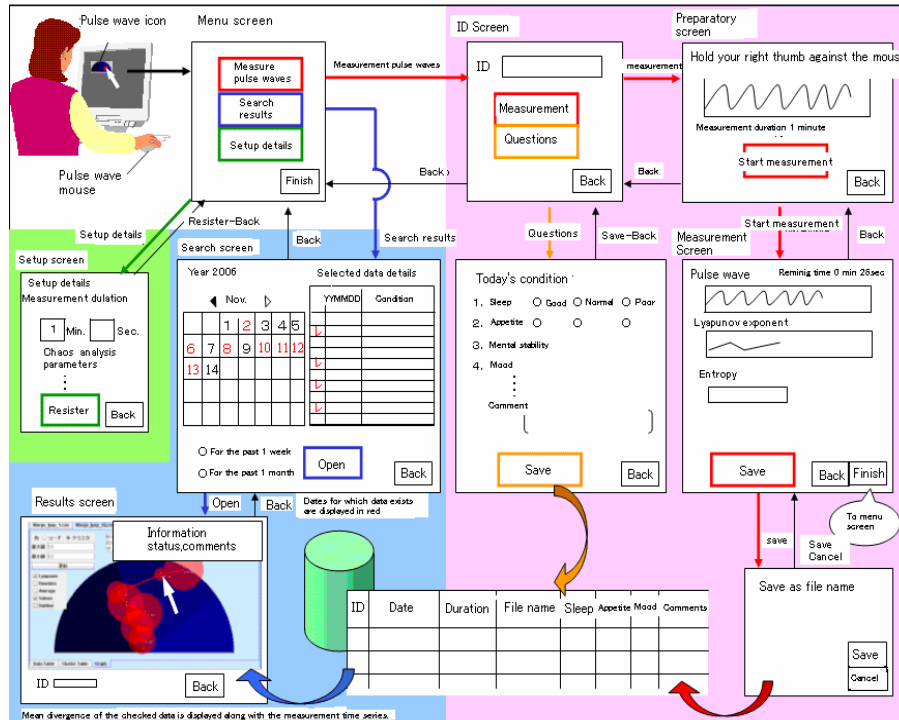 Pulse wave icon
Menu screen
ID Screen
Preparatory
screen
Measure
pulse waves
Search
results
Setup details
Finish
Pulse wave
mouse
Measurement pulse waves
ID
Measurement
Questions
Back
measurement
Hold your right thumb against the mous
Measurement duration 1 minute
Start measurement
Back
Back
Back
Resister-Back
Setup details
Back
Search results
Questions
Save-Back
Start measurement
Back
Setup screen
Setup details
Measurement dulation
1 Min. Sec.
Chaos analysis
parameters
Resister
Back
Search screen
Year 2006
Nov.
1 2 3 4 5
6 7 8 9 10 11 12
13 14
Selected data details
YYMMDD Condition
For the past 1 week
For the past 1 month
Open
Back
Today's condition
1. Sleep Good Normal Poor
2. Appetite
3. Mental stability
4. Mood
Comment
Save
Back
Measurement
Screen
Pulse wave Reminig time 0 min 26sec
Lyapunov exponent
Entropy
Save
Back
Finish
To menu
screen
Results screen
Open
Back
Dates for which data exists
are displayed in red
Information
status,comments
ID
Back
Mean divergence of the checked data is displayed along with the measurement time series.
ID Date Duration File name Sleep Appetite Mood Comments
save
Save
Cancel
Save as file name
Save
Cancel